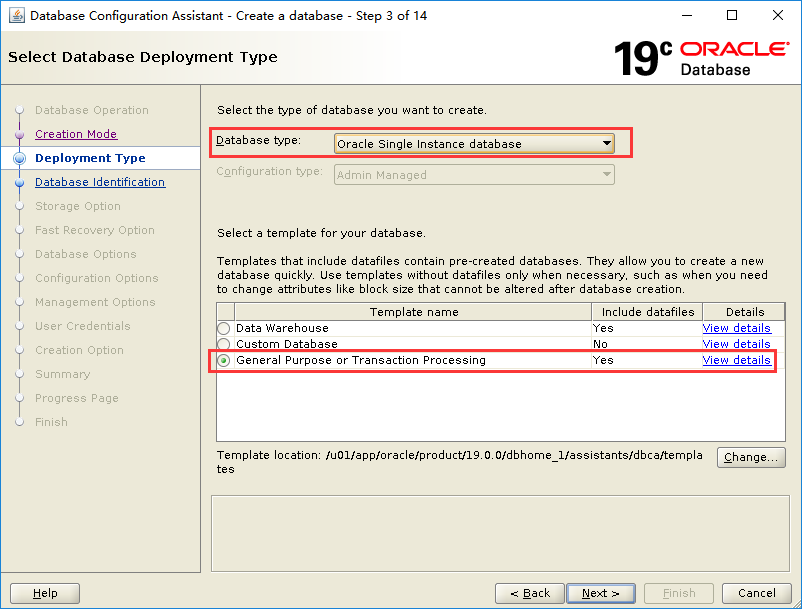 Database Configuration Assistant - Create a database - Step 3 of 14
Select Database Deployment Type
19c ORACLE
Database
Database Operation
Creation Mode
Deployment Type
Database Identification
Storage Option
Fast Recovery Option
Database Options
Configuration Options
Management Options
User Credentials
Creation Option
Summary
Progress Page
Finish
Select the type of database you want to create.
Database type: Oracle Single Instance database
Configuration type: Admin Managed
Select a template for your database.
Templates that include datafiles contain pre-created databases. They allow you to create a new
database quickly. Use templates without datafiles only when necessary, such as when you need
to change attributes like block size that cannot be altered after database creation.
Template name Include datafiles Details
Data Warehouse Yes View details
Custom Database No View details
General Purpose or Transaction Processing Yes View details
Template location: /u01/app/oracle/product/19.0.0/dbhome_1/assistants/dbca/templa
tes
Change...
Help < Back Next > Finish Cancel